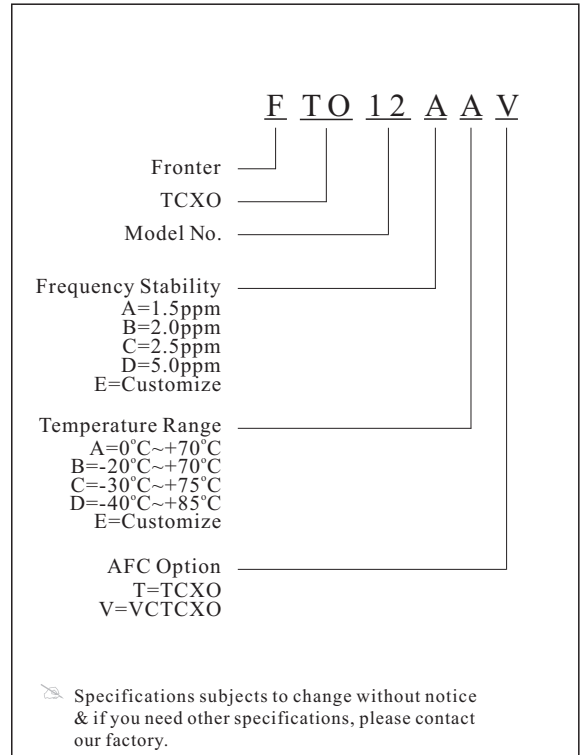 F TO 12 A A V
Fronter
TCXO
Model No.
Frequency Stability
A=1.5ppm
B=2.0ppm
C=2.5ppm
D=5.0ppm
E=Customize
Temperature Range
A=0°C~+70°C
B=-20°C~+70°C
C=-30°C~+75°C
D=-40°C~+85°C
E=Customize
AFC Option
T=TCXO
V=VCTCXO
Specifications subjects to change without notice
& if you need other specifications, please contact
our factory.